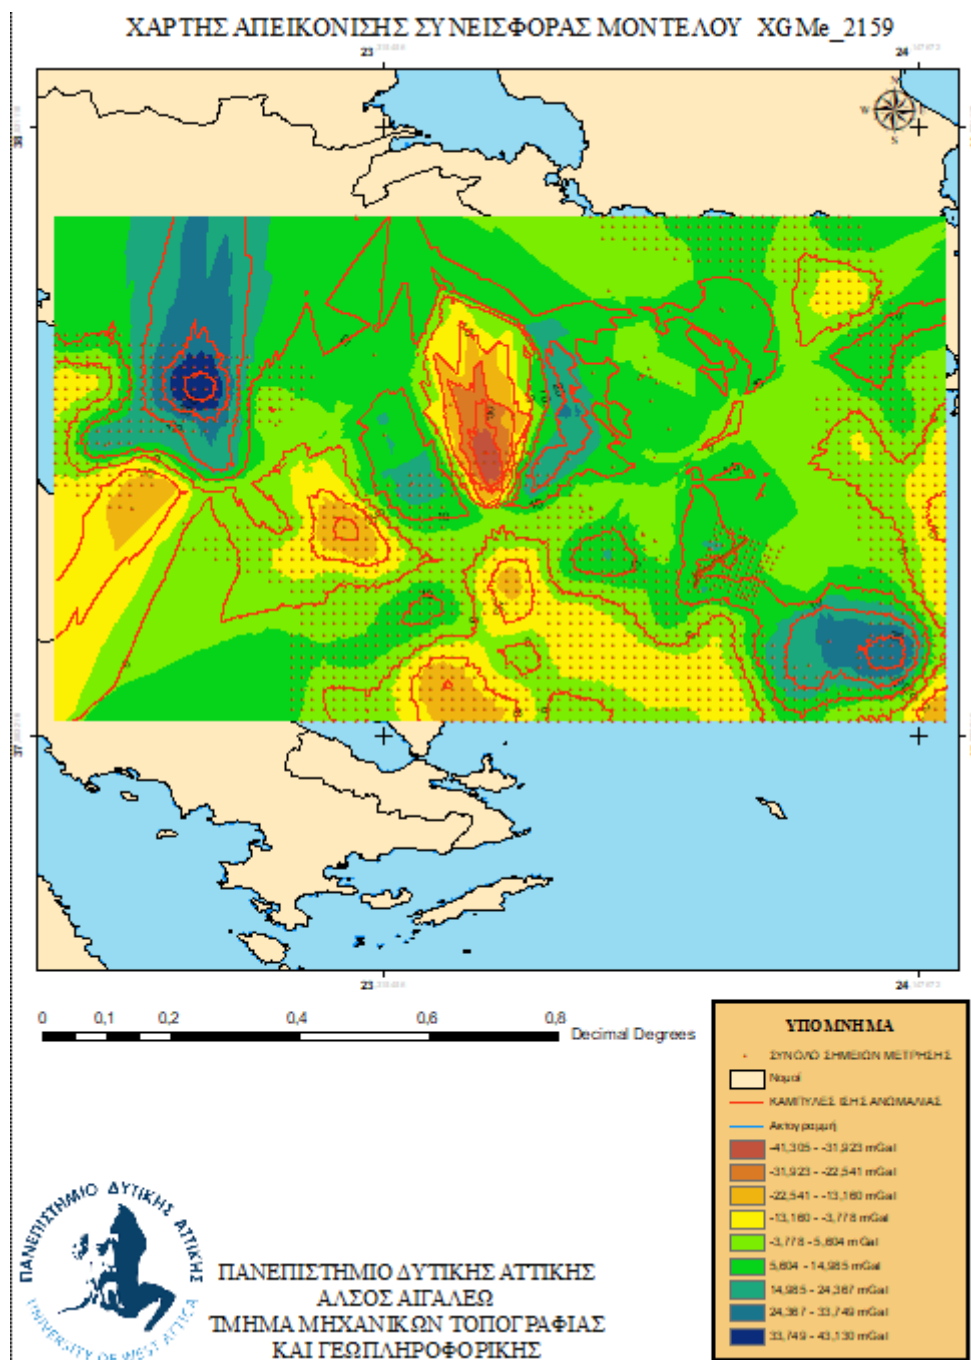 ΧΑΡΤΗΣ ΑΠΕΙΚΟΝΙΣΗΣ ΣΥΝΕΙΣΦΟΡΑΣ ΜΟΝΤΕΛΟΥ XGMe_2159
23 24
N
W
S
38
37
23 24
0 0,1 0,2 0,4 0,6 0,8
Decimal Degrees
ΥΠΟΜΝΗΜΑ
ΣΥΝΟΛΟ ΣΗΜΕΙΩΝ ΜΕΤΡΗΣΗΣ
Νομοί
ΚΑΜΠΥΛΕΣ ΙΣΗΣ ΑΝΩΜΑΛΙΑΣ
Ακτογραμμή
-41,305 - -31,923 mGal
-31,923 - -22,541 mGal
-22,541 - -13,160 mGal
-13,160 - -3,778 mGal
-3,778 - 5,604 mGal
5,604 - 14,985 mGal
14,985 - 24,367 mGal
24,367 - 33,749 mGal
33,749 - 43,130 mGal
ΠΑΝΕΠΙΣΤΗΜΙΟ ΔΥΤΙΚΗΣ ΑΤΤΙΚΗΣ
UNIVERSITY OF WEST ATTICA
ΠΑΝΕΠΙΣΤΗΜΙΟ ΔΥΤΙΚΗΣ ΑΤΤΙΚΗΣ
ΑΛΣΟΣ ΑΙΓΑΛΕΩ
ΤΜΗΜΑ ΜΗΧΑΝΙΚΩΝ ΤΟΠΟΓΡΑΦΙΑΣ
ΚΑΙ ΓΕΩΠΛΗΡΟΦΟΡΙΚΗΣ